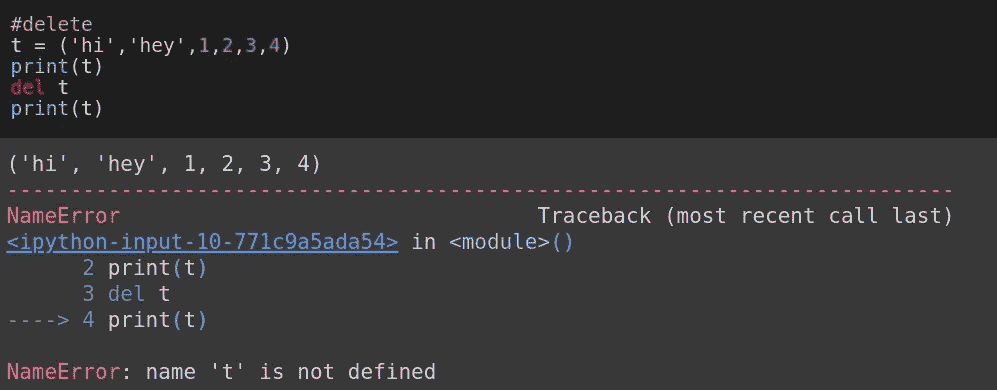 #delete
t = ('hi','hey',1,2,3,4)
print(t)
del t
print(t)
('hi', 'hey', 1, 2, 3, 4)
---------------------------------------------------------------------------
NameError                                 Traceback (most recent call last)
<ipython-input-10-771c9a5ada54> in <module>()
      2 print(t)
      3 del t
----> 4 print(t)
NameError: name 't' is not defined